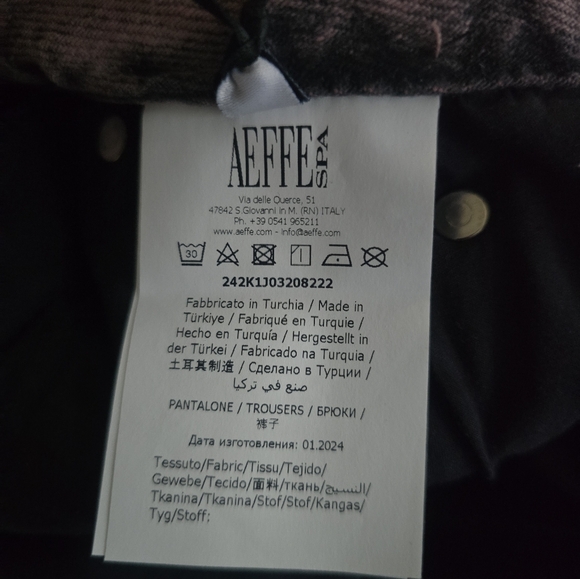 AEFFE SPA
Via delle Querce, 51
47842 S.Giovanni in M. (RN) ITALY
Ph. +39 0541 965211
www.aeffe.com - info@aeffe.com
30
242K1J03208222
Fabbricato in Turchia / Made in
Türkiye / Fabriqué en Turquie /
Hecho en Turquía / Hergestellt in
der Türkei / Fabricado na Turquia /
土耳其制造 / Сделано в Турции /
صنع في تركيا
PANTALONE / TROUSERS / БРЮКИ /
裤子
Дата изготовления: 01.2024
Tessuto/Fabric/Tissu/Tejido/
Gewebe/Tecido/面料/ткань/النسيج/
Tkanina/Tkanina/Stof/Stof/Kangas/
Tyg/Stoff: